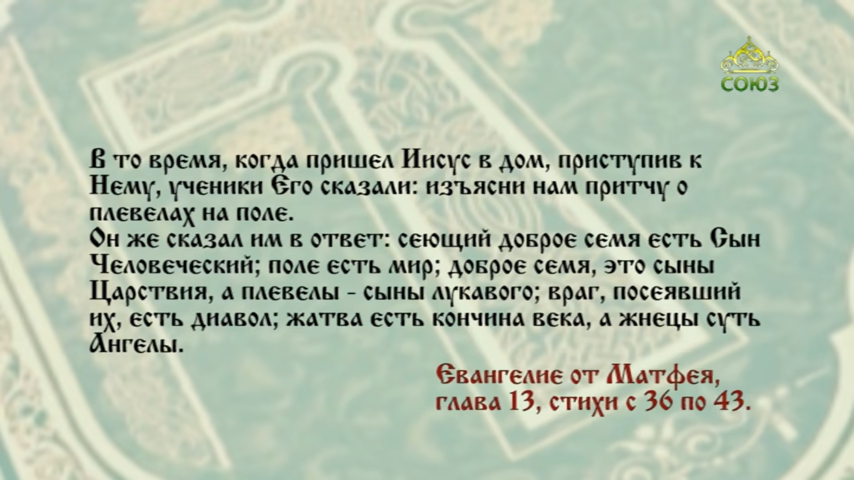 СОЮЗ
В то время, когда пришел Иисус в дом, приступив к
Нему, ученики Его сказали: изъясни нам притчу о
плевелах на поле.
Он же сказал им в ответ: сеющий доброе семя есть Сын
Человеческий; поле есть мир; доброе семя, это сыны
Царствия, а плевелы - сыны лукавого; враг, посеявший
их, есть диавол; жатва есть кончина века, а жнецы суть
Ангелы.
Евангелие от Матфея,
глава 13, стихи с 36 по 43.